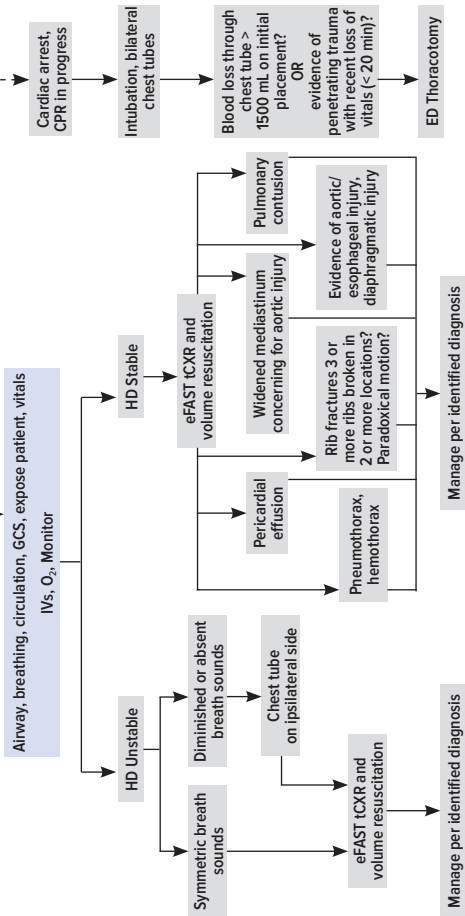 Airway, breathing, circulation, GCS, expose patient, vitals
IVs, O₂, Monitor
HD Unstable
Symmetric breath
sounds
Diminished or absent
breath sounds
Chest tube
on ipsilateral side
eFAST tCXR and
volume resuscitation
Manage per identified diagnosis
HD Stable
eFAST tCXR and
volume resuscitation
Pneumothorax,
hemothorax
Pericardial
effusion
Rib fractures 3 or
more ribs broken in
2 or more locations?
Paradoxical motion?
Widened mediastinum
concerning for aortic injury
Evidence of aortic/
esophageal injury,
diaphragmatic injury
Pulmonary
contusion
Manage per identified diagnosis
Cardiac arrest,
CPR in progress
Intubation, bilateral
chest tubes
Blood loss through
chest tube >
1500 mL on initial
placement?
OR
evidence of
penetrating trauma
with recent loss of
vitals (< 20 min)?
ED Thoracotomy